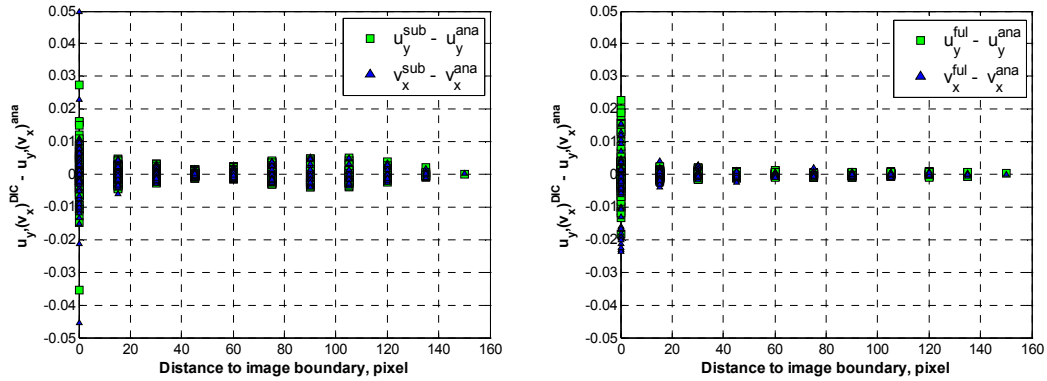 0.05
0.04
0.03
0.02
0.01
0
-0.01
-0.02
-0.03
-0.04
-0.05
0 20 40 60 80 100 120 140 160
Distance to image boundary, pixel
u_y,(v_x)^DIC - u_y,(v_x)^ana
u_y^sub - u_y^ana
v_x^sub - v_x^ana
0.05
0.04
0.03
0.02
0.01
0
-0.01
-0.02
-0.03
-0.04
-0.05
0 20 40 60 80 100 120 140 160
Distance to image boundary, pixel
u_y,(v_x)^DIC - u_y,(v_x)^ana
u_y^ful - u_y^ana
v_x^ful - v_x^ana